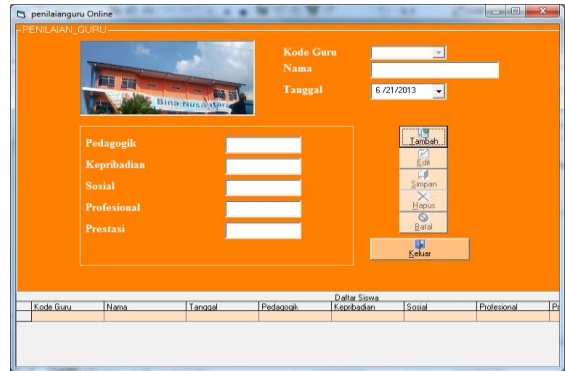 penilaianguru Online
PENILAIAN_GURU
Bina Nusantara
Kode Guru
Nama
Tanggal
6 /21/2013
Pedagogik
Kepribadian
Sosial
Profesional
Prestasi
Tambah
Edit
Simpan
Hapus
Batal
Keluar
Daftar Siswa
Kode Guru Nama Tanggal Pedagogik Kepribadian Sosial Profesional Pr